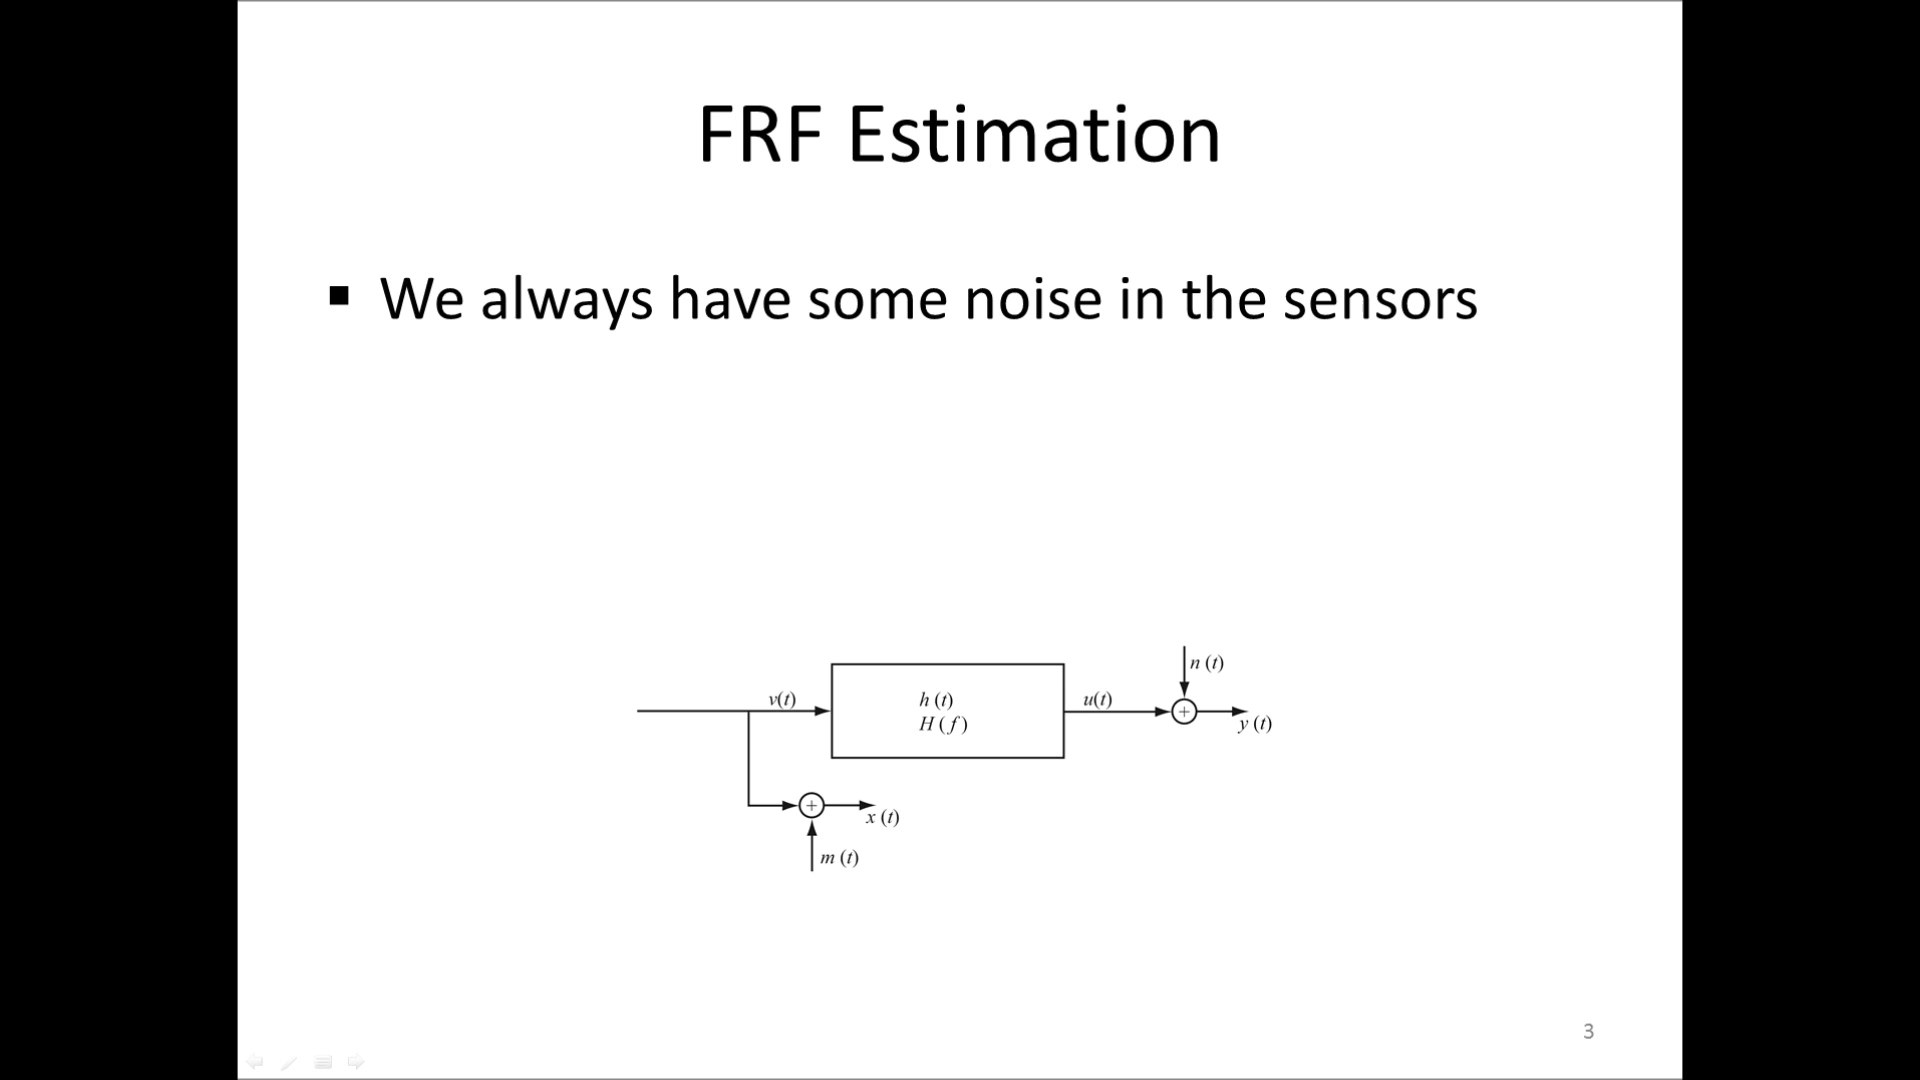 FRF Estimation
▪ We always have some noise in the sensors
n (t)
v(t)
h (t)
u(t)
H ( f )
y (t)
x (t)
m (t)
3